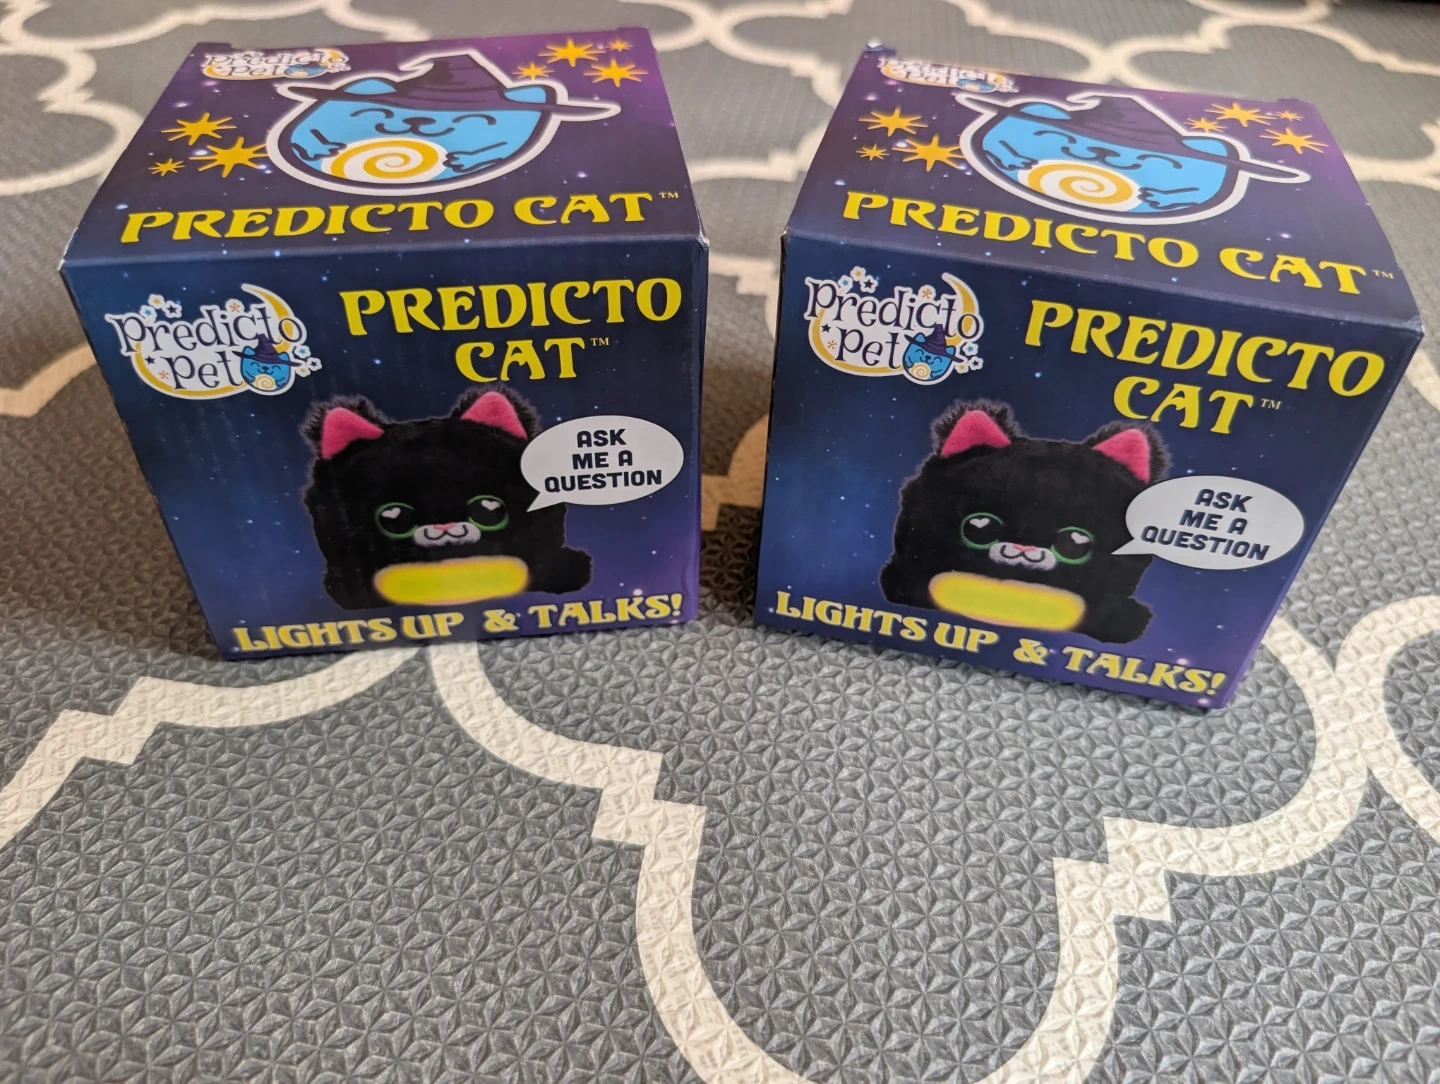 Predicto
Pet
PREDICTO CAT™
Predicto
Pet
PREDICTO
CAT™
ASK
ME A
QUESTION
LIGHTS UP & TALKS!
Predicto
Pet
PREDICTO CAT™
Predicto
Pet
PREDICTO
CAT™
ASK
ME A
QUESTION
LIGHTS UP & TALKS!